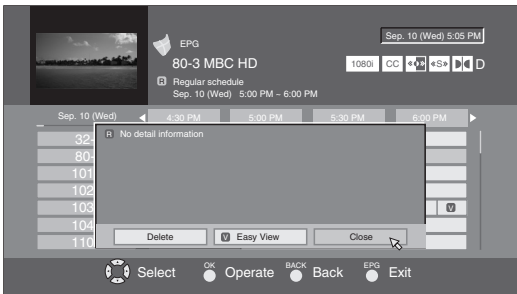 Sep. 10 (Wed) 5:05 PM
EPG
80-3 MBC HD
1080i CC «S» D
R Regular schedule
Sep. 10 (Wed) 5:00 PM ~ 6:00 PM
Sep. 10 (Wed) 4:30 PM 5:00 PM 5:30 PM 6:00 PM
R No detail information
32-
80-
101
102
103 V
104
110
Delete V Easy View Close
Select OK Operate BACK Back EPG Exit